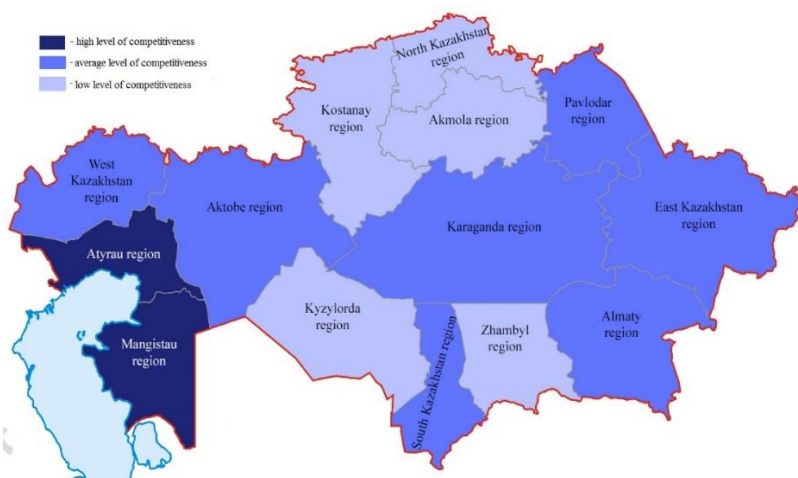 - high level of competitiveness
- average level of competitiveness
- low level of competitiveness
North Kazakhstan
region
Kostanay
region
Akmola region
Pavlodar
region
West
Kazakhstan
region
Aktobe region
Karaganda region
East Kazakhstan
region
Atyrau region
Kyzylorda
region
Almaty
region
Mangistau
region
South Kazakhstan region
Zhambyl
region